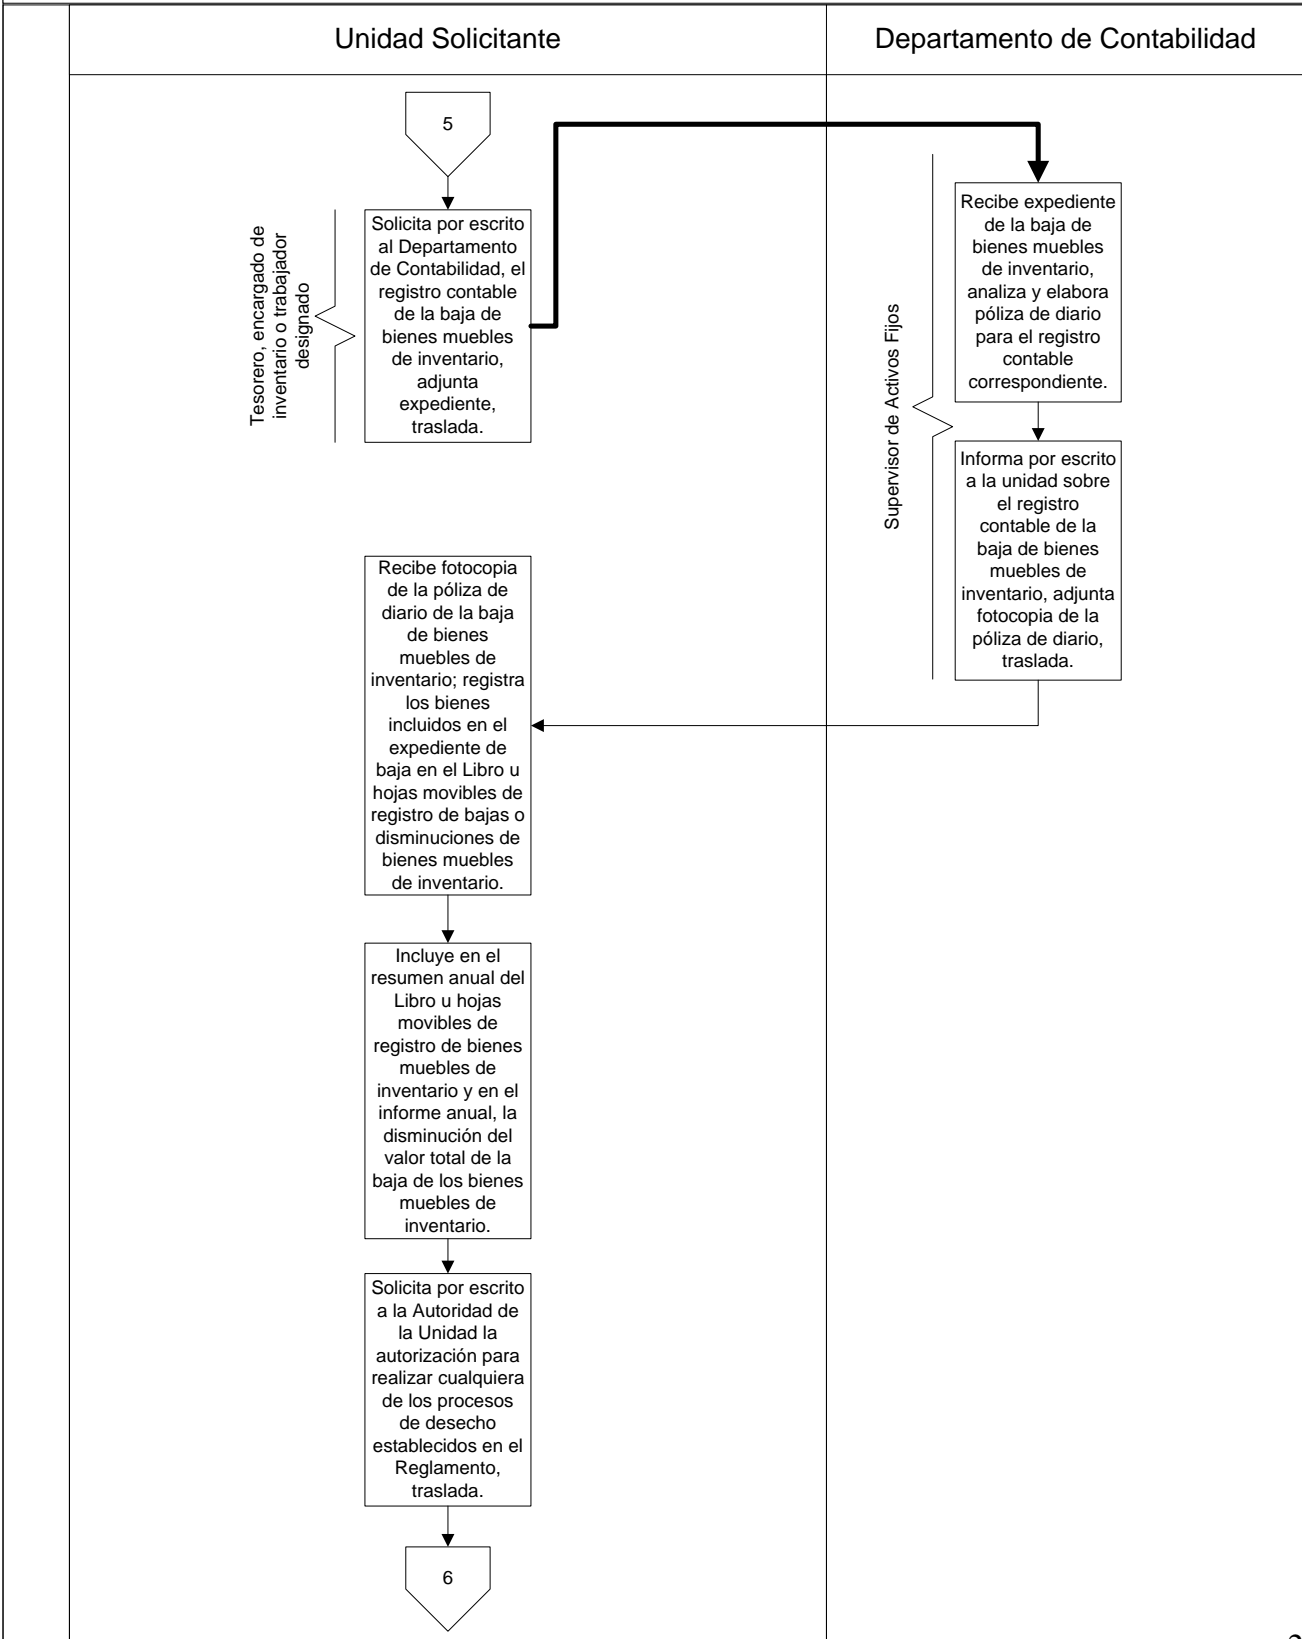 Unidad Solicitante
Departamento de Contabilidad
5
Tesorero, encargado de
inventario o trabajador
designado
Solicita por escrito
al Departamento
de Contabilidad, el
registro contable
de la baja de
bienes muebles
de inventario,
adjunta
expediente,
traslada.
Supervisor de Activos Fijos
Recibe expediente
de la baja de
bienes muebles
de inventario,
analiza y elabora
póliza de diario
para el registro
contable
correspondiente.
Informa por escrito
a la unidad sobre
el registro
contable de la
baja de bienes
muebles de
inventario, adjunta
fotocopia de la
póliza de diario,
traslada.
Recibe fotocopia
de la póliza de
diario de la baja
de bienes
muebles de
inventario; registra
los bienes
incluidos en el
expediente de
baja en el Libro u
hojas movibles de
registro de bajas o
disminuciones de
bienes muebles
de inventario.
Incluye en el
resumen anual del
Libro u hojas
movibles de
registro de bienes
muebles de
inventario y en el
informe anual, la
disminución del
valor total de la
baja de los bienes
muebles de
inventario.
Solicita por escrito
a la Autoridad de
la Unidad la
autorización para
realizar cualquiera
de los procesos
de desecho
establecidos en el
Reglamento,
traslada.
6